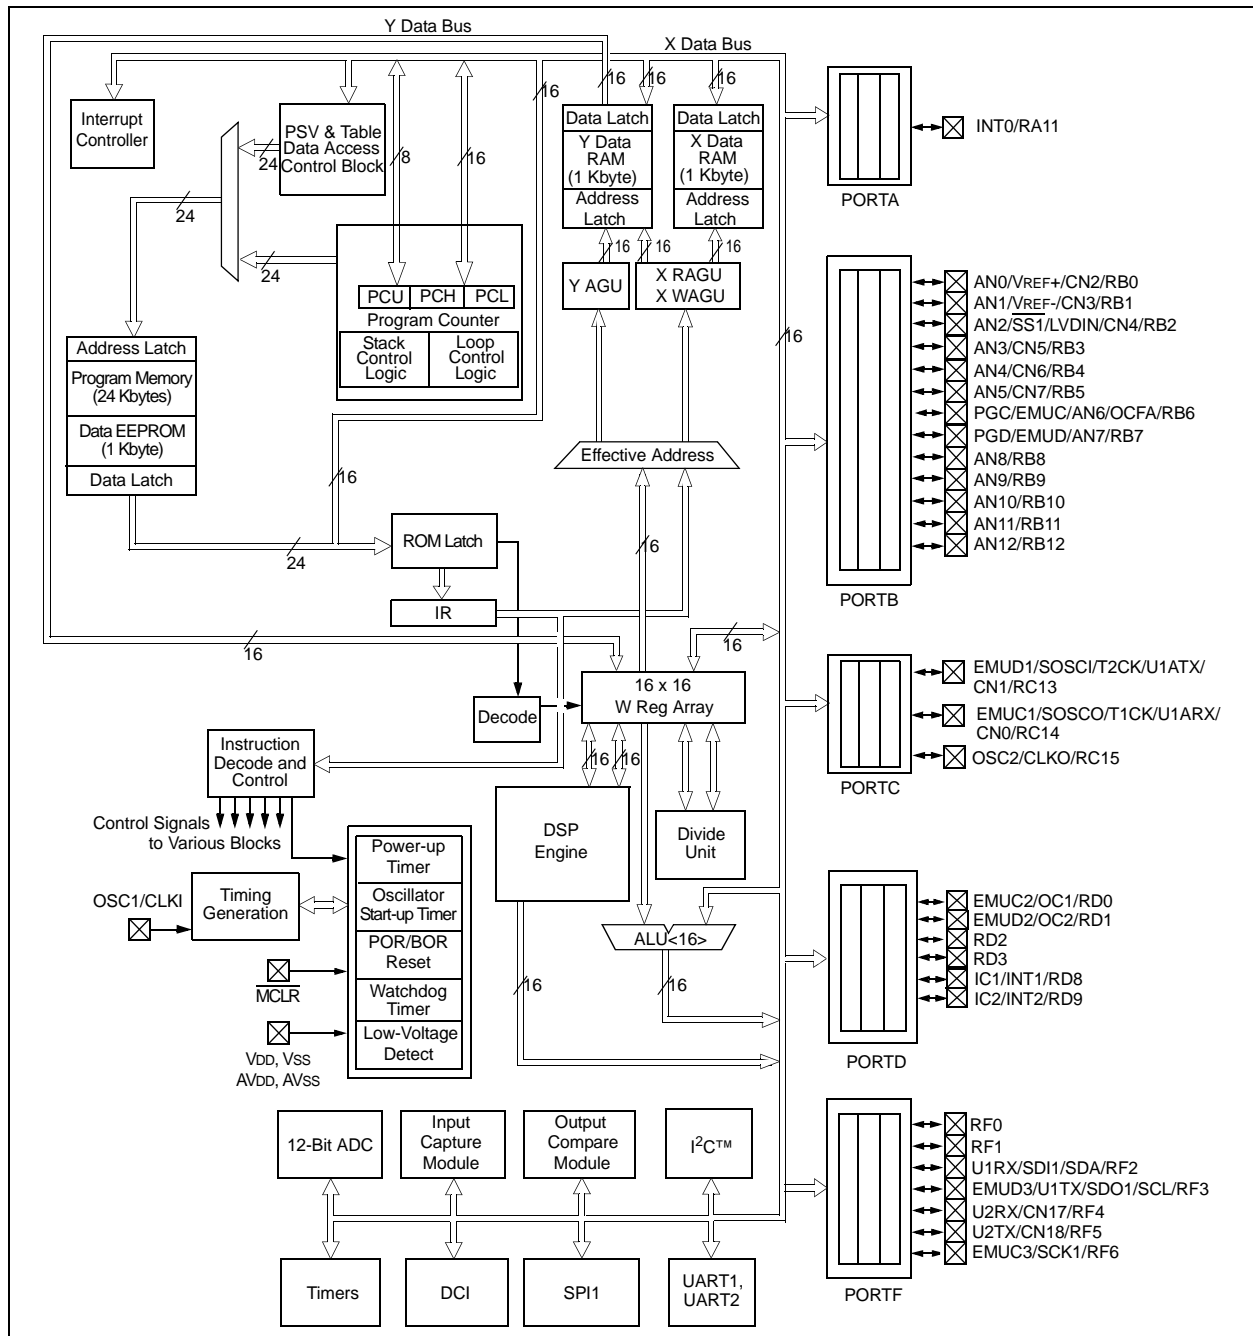 Y Data Bus
X Data Bus
16
16
16
16
Interrupt
Controller
PSV & Table
Data Access
Control Block
24
24
24
8
16
Data Latch
Y Data
RAM
(1 Kbyte)
Address
Latch
Data Latch
X Data
RAM
(1 Kbyte)
Address
Latch
16
16
16
Y AGU
X RAGU
X WAGU
PCU
PCH
PCL
Program Counter
Stack
Control
Logic
Loop
Control
Logic
Address Latch
Program Memory
(24 Kbytes)
Data EEPROM
(1 Kbyte)
Data Latch
16
Effective Address
16
24
ROM Latch
16
IR
16
16
16 x 16
W Reg Array
Decode
Instruction
Decode and
Control
16
16
Control Signals
to Various Blocks
DSP
Engine
Divide
Unit
Power-up
Timer
Oscillator
Start-up Timer
POR/BOR
Reset
Watchdog
Timer
Low-Voltage
Detect
OSC1/CLKI
Timing
Generation
MCLR
VDD, VSS
AVDD, AVSS
ALU<16>
16
16
12-Bit ADC
Input
Capture
Module
Output
Compare
Module
I²C™
Timers
DCI
SPI1
UART1,
UART2
INT0/RA11
PORTA
AN0/VREF+/CN2/RB0
AN1/VREF-/CN3/RB1
AN2/SS1/LVDIN/CN4/RB2
AN3/CN5/RB3
AN4/CN6/RB4
AN5/CN7/RB5
PGC/EMUC/AN6/OCFA/RB6
PGD/EMUD/AN7/RB7
AN8/RB8
AN9/RB9
AN10/RB10
AN11/RB11
AN12/RB12
PORTB
EMUD1/SOSCI/T2CK/U1ATX/
CN1/RC13
EMUC1/SOSCO/T1CK/U1ARX/
CN0/RC14
OSC2/CLKO/RC15
PORTC
EMUC2/OC1/RD0
EMUD2/OC2/RD1
RD2
RD3
IC1/INT1/RD8
IC2/INT2/RD9
PORTD
RF0
RF1
U1RX/SDI1/SDA/RF2
EMUD3/U1TX/SDO1/SCL/RF3
U2RX/CN17/RF4
U2TX/CN18/RF5
EMUC3/SCK1/RF6
PORTF